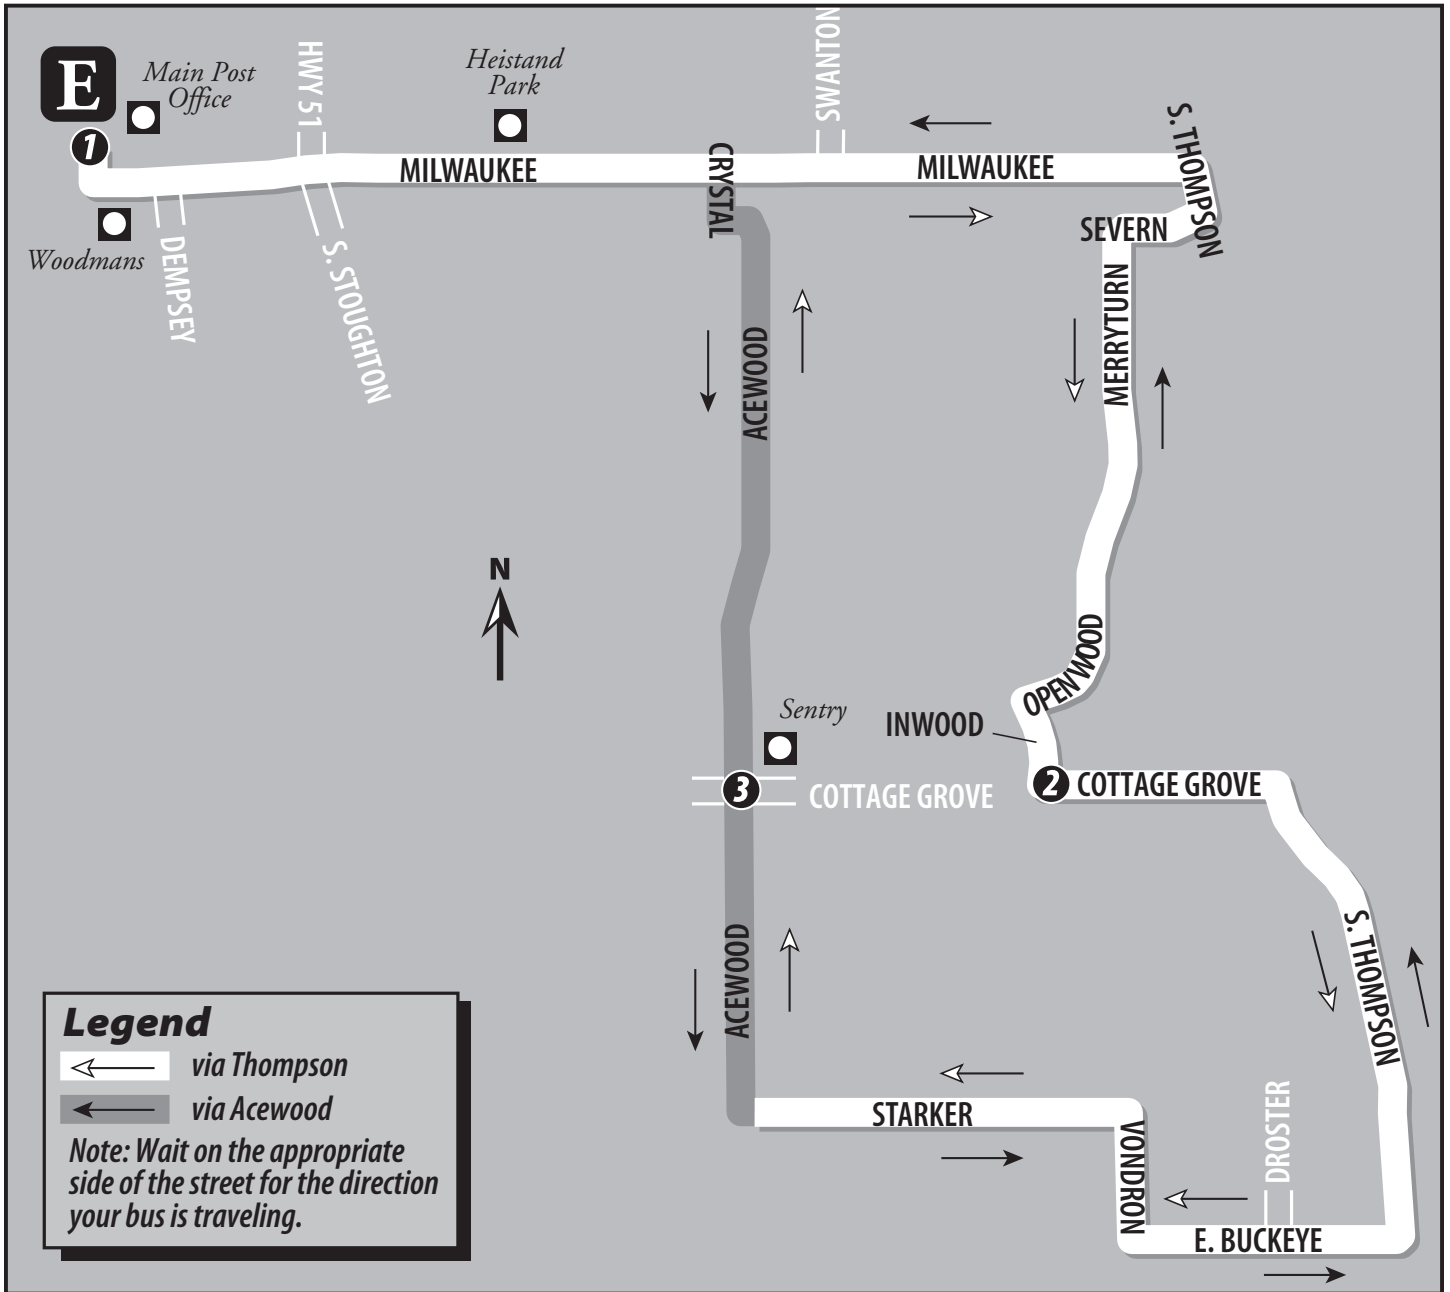 E
Main Post
Office
1
HWY 51
Heistand
Park
SWANTON
S. THOMPSON
MILWAUKEE
CRYSTAL
MILWAUKEE
SEVERN
Woodmans
DEMPSEY
S. STOUGHTON
MERRYTURN
ACEWOOD
N
OPENWOOD
Sentry
INWOOD
3
COTTAGE GROVE
2
COTTAGE GROVE
ACEWOOD
S. THOMPSON
STARKER
VONDRON
DROSTER
E. BUCKEYE
Legend
via Thompson
via Acewood
Note: Wait on the appropriate
side of the street for the direction
your bus is traveling.